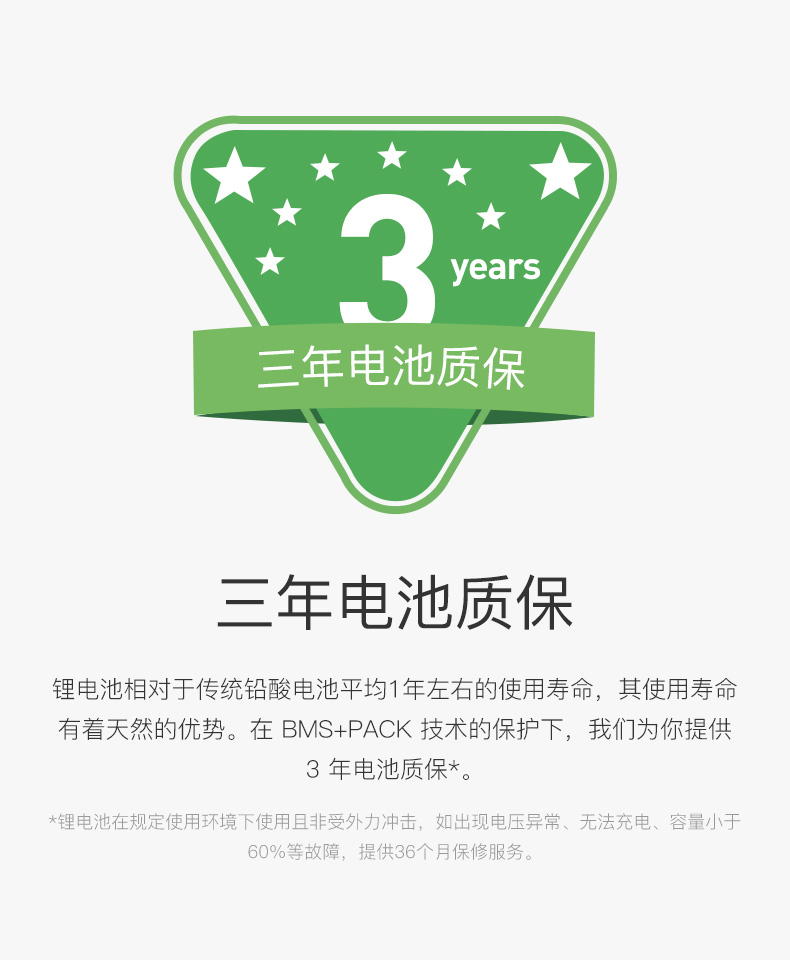 3
years
三年电池质保
三年电池质保
锂电池相对于传统铅酸电池平均1年左右的使用寿命，其使用寿命
有着天然的优势。在 BMS+PACK 技术的保护下，我们为你提供
3 年电池质保*。
*锂电池在规定使用环境下使用且非受外力冲击，如出现电压异常、无法充电、容量小于
60%等故障，提供36个月保修服务。